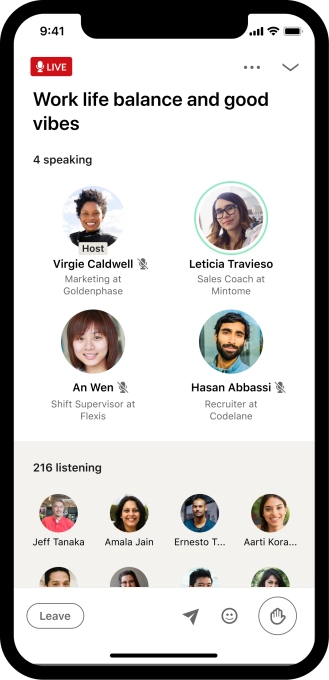 9:41
LIVE
Work life balance and good
vibes
4 speaking
Host
Virgie Caldwell
Leticia Travieso
Marketing at
Goldenphase
Sales Coach at
Mintome
An Wen
Hasan Abbassi
Shift Supervisor at
Flexis
Recruiter at
Codelane
216 listening
Jeff Tanaka
Amala Jain
Ernesto T...
Aarti Kora...
Leave